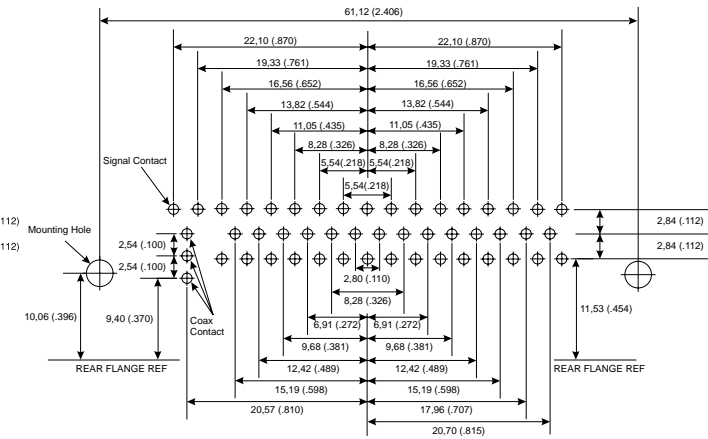 61,12 (2.406)
22,10 (.870) 22,10 (.870)
19,33 (.761) 19,33 (.761)
16,56 (.652) 16,56 (.652)
13,82 (.544) 13,82 (.544)
11,05 (.435) 11,05 (.435)
8,28 (.326) 8,28 (.326)
Signal Contact
5,54(.218) 5,54(.218)
5,54(.218)
112)
2,84 (.112)
Mounting Hole
112)
2,54 (.100)
2,84 (.112)
2,54 (.100)
2,80 (.110)
8,28 (.326)
10,06 (.396)
9,40 (.370)
Coax
Contact
11,53 (.454)
6,91 (.272) 6,91 (.272)
9,68 (.381) 9,68 (.381)
REAR FLANGE REF
12,42 (.489) 12,42 (.489)
REAR FLANGE REF
15,19 (.598) 15,19 (.598)
20,57 (.810) 17,96 (.707)
20,70 (.815)